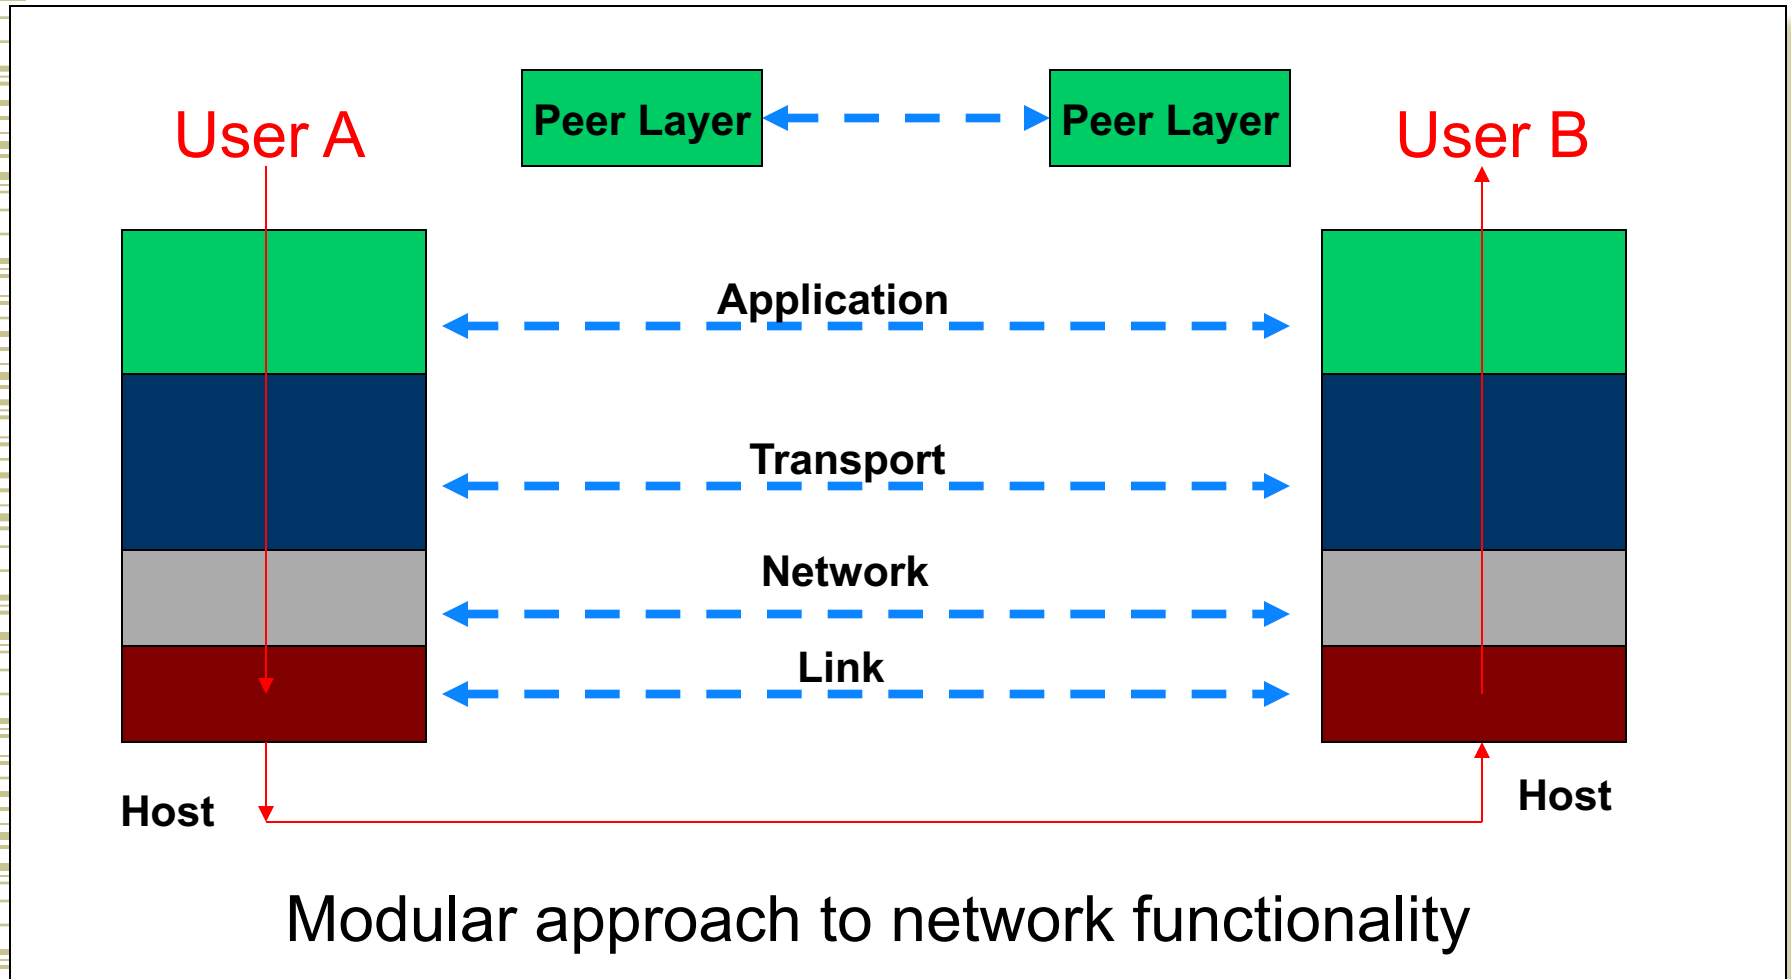 Peer Layer
Peer Layer
User A
User B
Application
Transport
Network
Link
Host
Host
Modular approach to network functionality